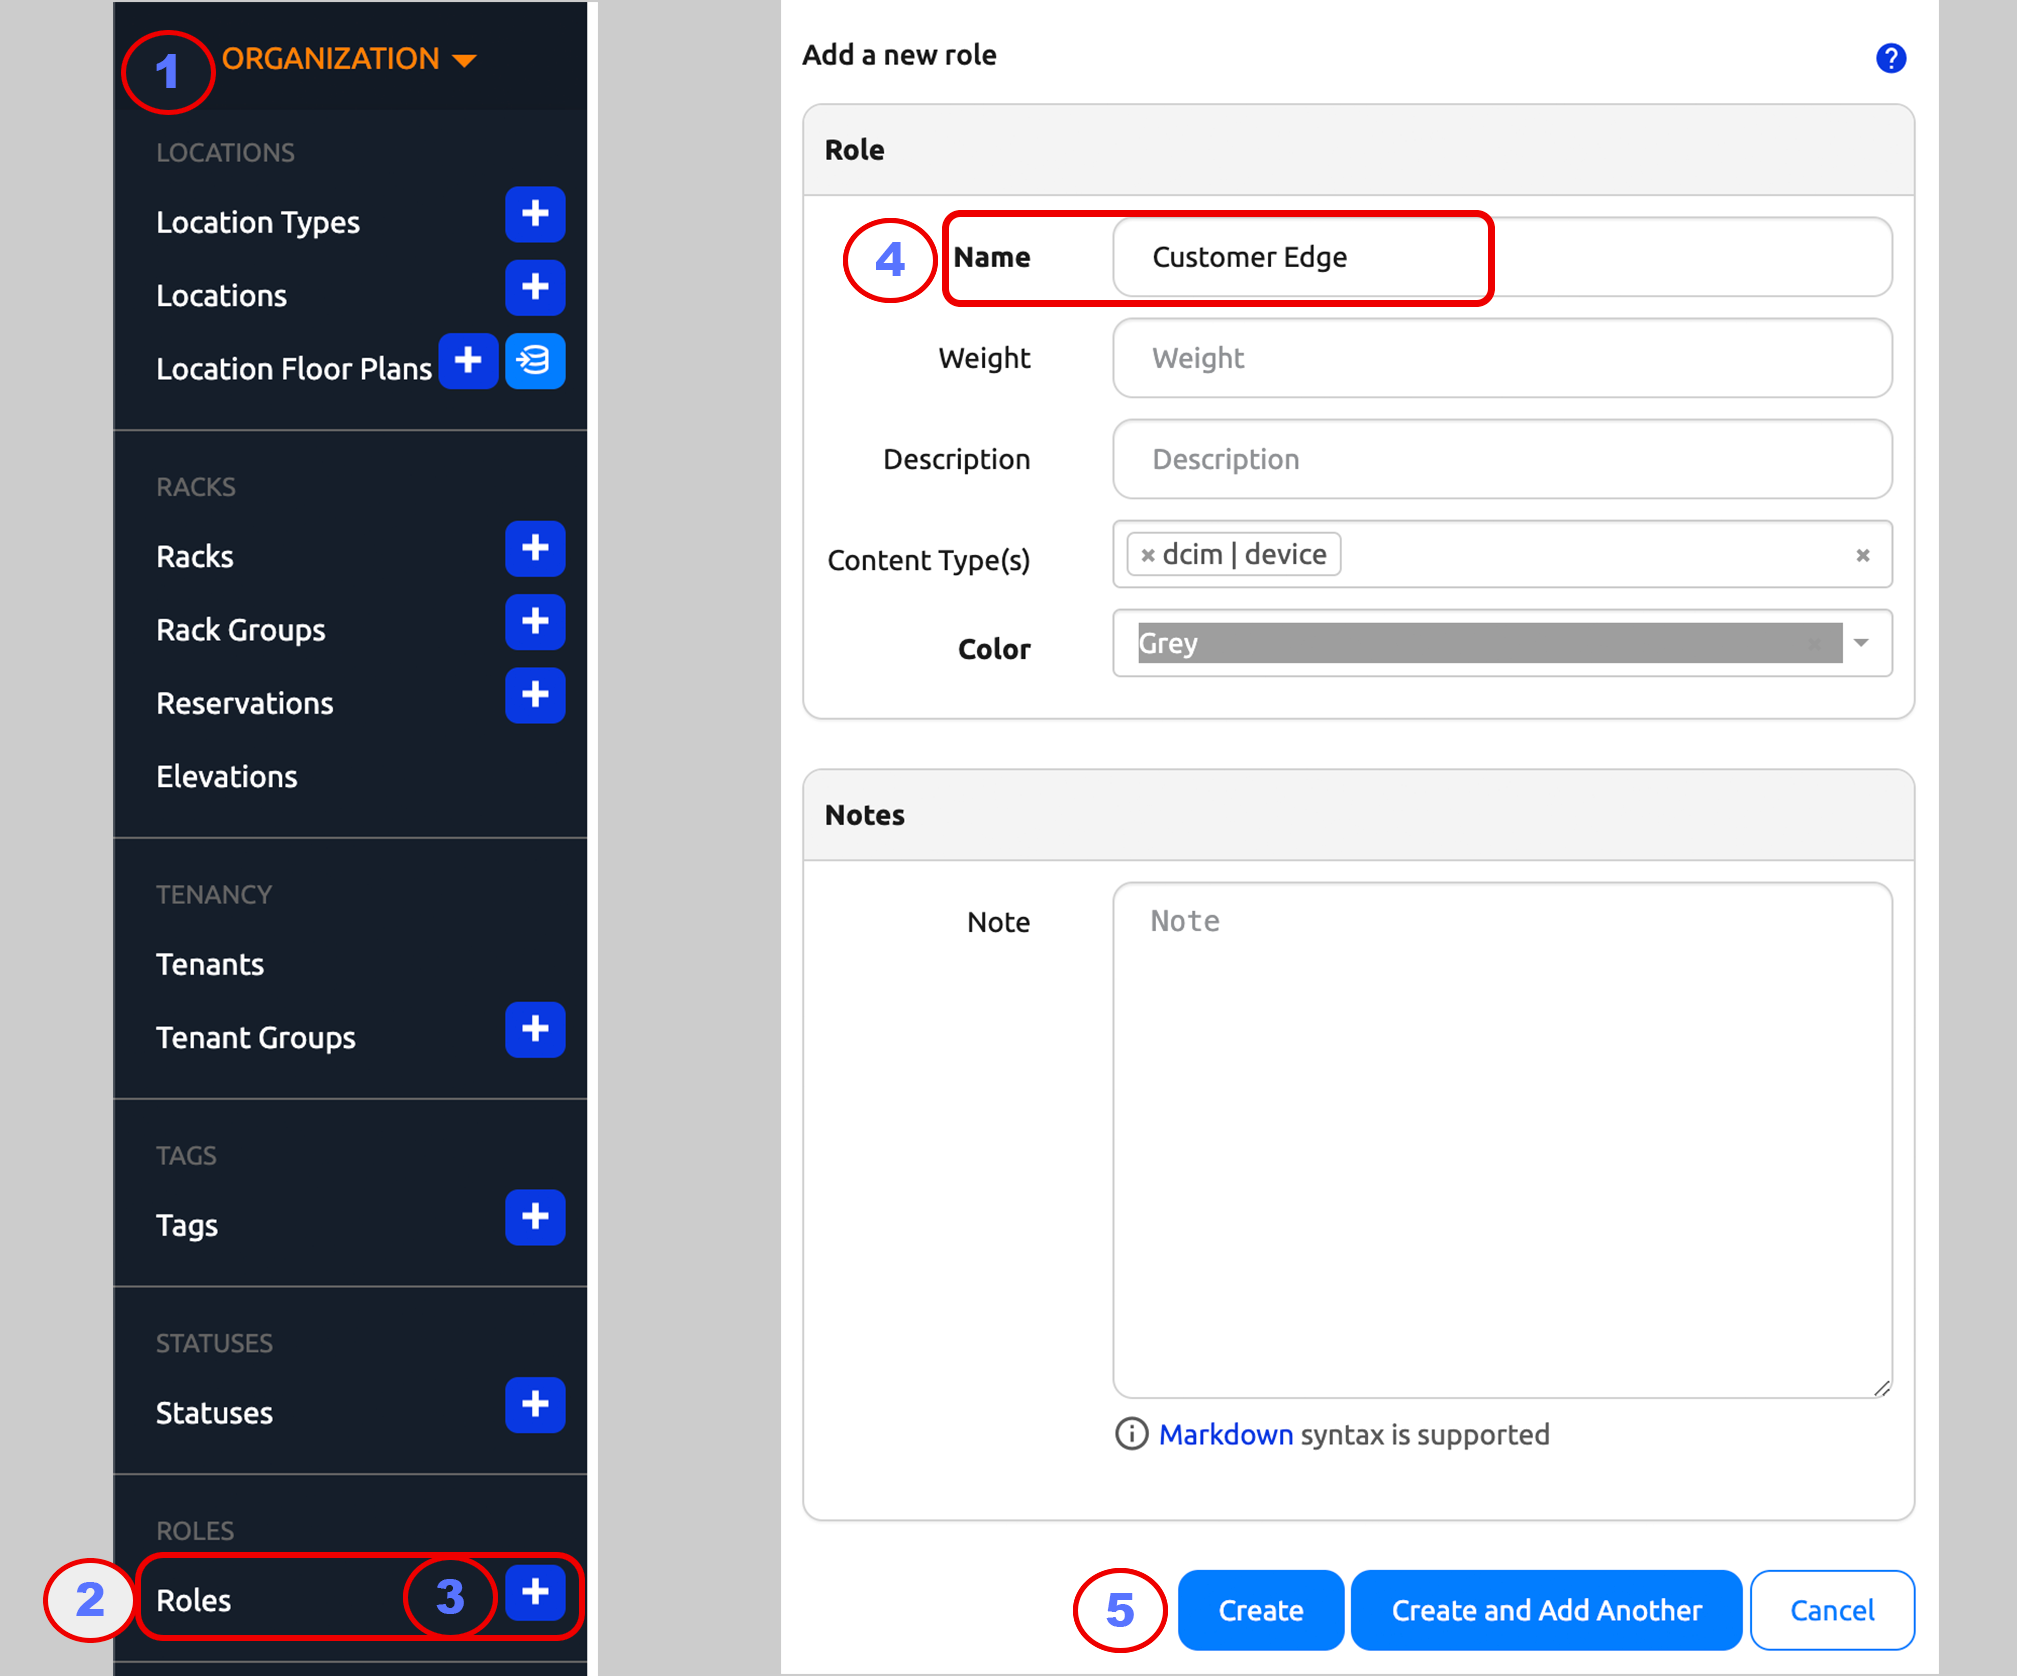 1 ORGANIZATION
LOCATIONS
Location Types
Locations
Location Floor Plans
RACKS
Racks
Rack Groups
Reservations
Elevations
TENANCY
Tenants
Tenant Groups
TAGS
Tags
STATUSES
Statuses
ROLES
2 Roles 3
Add a new role ?
Role
4 Name Customer Edge
Weight Weight
Description Description
Content Type(s) × dcim | device ×
Color Grey
Notes
Note Note
Markdown syntax is supported
5 Create Create and Add Another Cancel